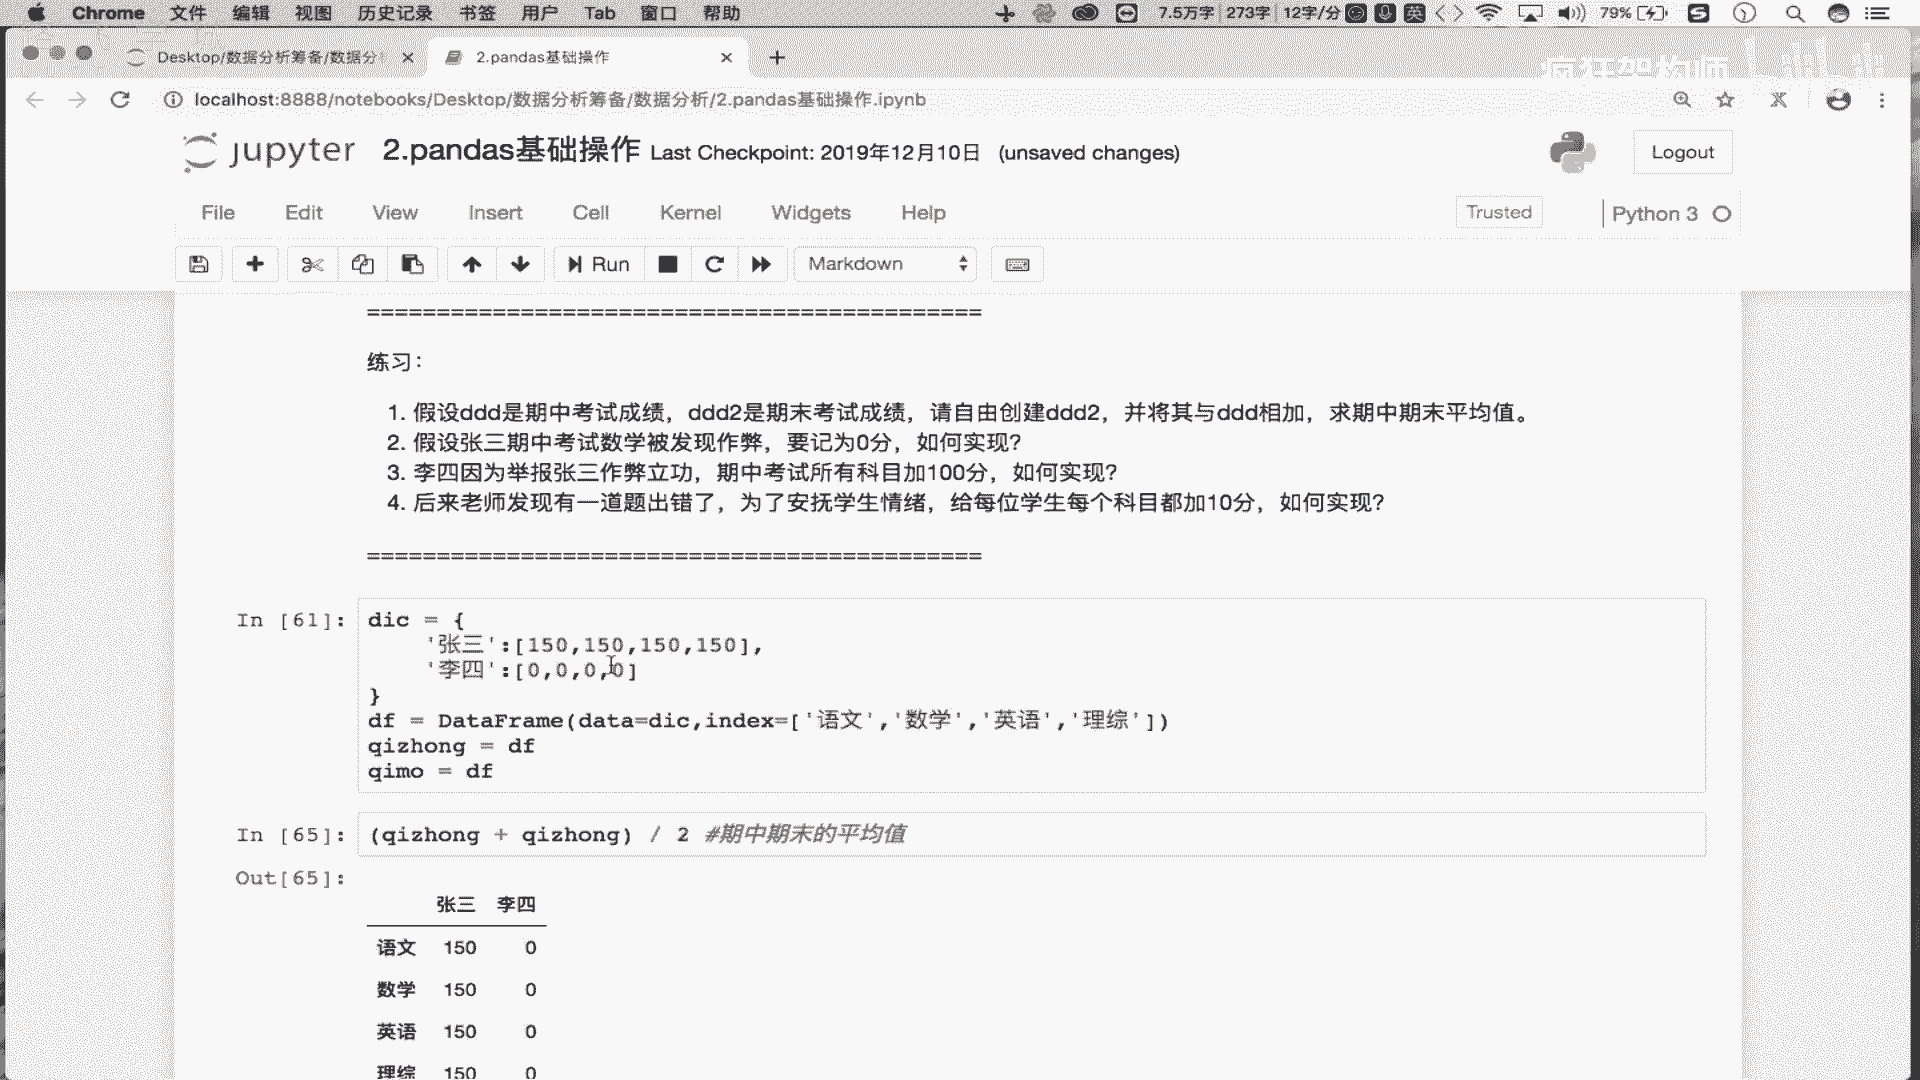 Chrome 文件 编辑 视图 历史记录 书签 用户 Tab 窗口 帮助 7.5万字 273字 12字/分 英 79%
Desktop/数据分析筹备/数据分析 2.pandas基础操作
疯狂架构师 bilibili
localhost:8888/notebooks/Desktop/数据分析筹备/数据分析/2.pandas基础操作.ipynb
jupyter 2.pandas基础操作 Last Checkpoint: 2019年12月10日 (unsaved changes) Logout
File Edit View Insert Cell Kernel Widgets Help Trusted Python 3
Run Markdown
============================================
练习：
1. 假设ddd是期中考试成绩，ddd2是期末考试成绩，请自由创建ddd2，并将其与ddd相加，求期中期末平均值。
2. 假设张三期中考试数学被发现作弊，要记为0分，如何实现？
3. 李四因为举报张三作弊立功，期中考试所有科目加100分，如何实现？
4. 后来老师发现有一道题出错了，为了安抚学生情绪，给每位学生每个科目都加10分，如何实现？
============================================
In [61]: dic = {
'张三':[150,150,150,150],
'李四':[0,0,0,0]
}
df = DataFrame(data=dic,index=['语文','数学','英语','理综'])
qizhong = df
qimo = df
In [65]: (qizhong + qizhong) / 2 #期中期末的平均值
Out[65]:
张三 李四
语文 150 0
数学 150 0
英语 150 0
理综 150 0